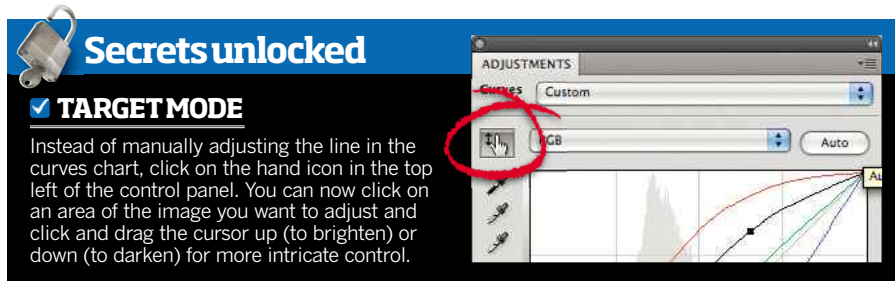 Secrets unlocked
TARGET MODE
Instead of manually adjusting the line in the
curves chart, click on the hand icon in the top
left of the control panel. You can now click on
an area of the image you want to adjust and
click and drag the cursor up (to brighten) or
down (to darken) for more intricate control.
ADJUSTMENTS
Curves Custom
RGB Auto
Au